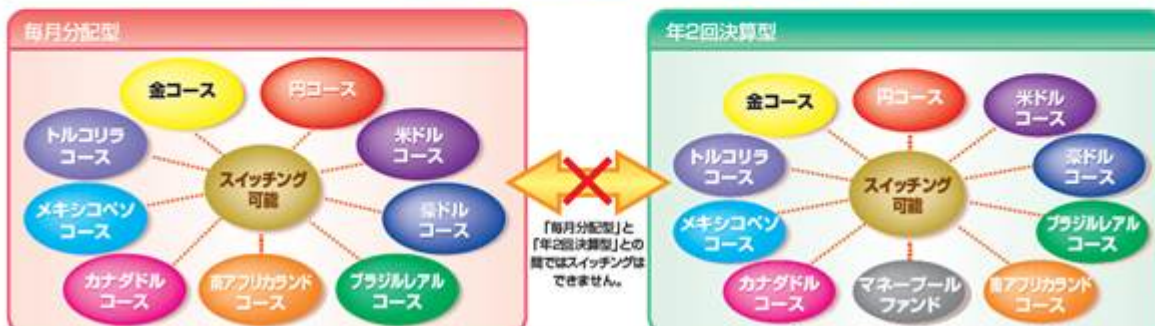 毎月分配型
金コース
円コース
トルコリラ
コース
米ドル
コース
スイッチング
可能
メキシコペソ
コース
豪ドル
コース
カナダドル
コース
南アフリカランド
コース
ブラジルレアル
コース
「毎月分配型」と
「年2回決算型」との
間ではスイッチングは
できません。
年2回決算型
金コース
円コース
米ドル
コース
トルコリラ
コース
豪ドル
コース
スイッチング
可能
メキシコペソ
コース
ブラジルレアル
コース
カナダドル
コース
マネープール
ファンド
南アフリカランド
コース